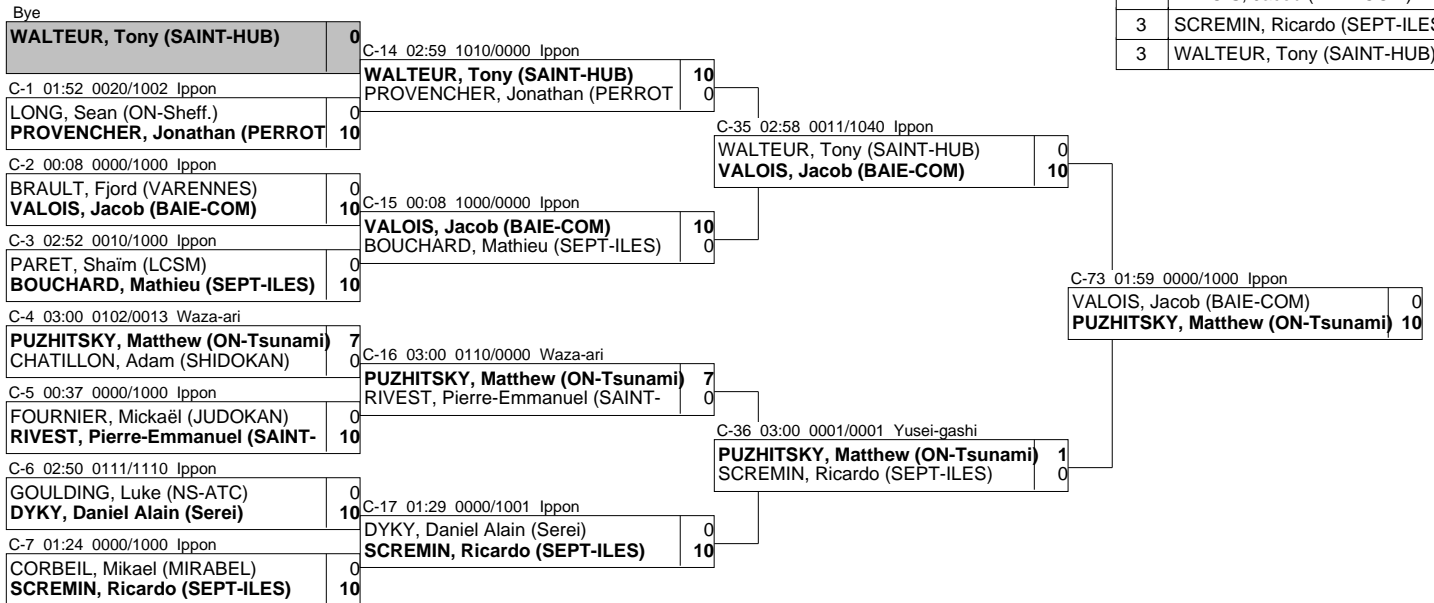 Bye
WALTEUR, Tony (SAINT-HUB) 0
C-1 01:52 0020/1002 Ippon
LONG, Sean (ON-Sheff.) 0
PROVENCHER, Jonathan (PERROT 10
C-2 00:08 0000/1000 Ippon
BRAULT, Fjord (VARENNES) 0
VALOIS, Jacob (BAIE-COM) 10
C-3 02:52 0010/1000 Ippon
PARET, Shaïm (LCSM) 0
BOUCHARD, Mathieu (SEPT-ILES) 10
C-4 03:00 0102/0013 Waza-ari
PUZHITSKY, Matthew (ON-Tsunami) 7
CHATILLON, Adam (SHIDOKAN) 0
C-5 00:37 0000/1000 Ippon
FOURNIER, Mickaël (JUDOKAN) 0
RIVEST, Pierre-Emmanuel (SAINT- 10
C-6 02:50 0111/1110 Ippon
GOULDING, Luke (NS-ATC) 0
DYKY, Daniel Alain (Serei) 10
C-7 01:24 0000/1000 Ippon
CORBEIL, Mikael (MIRABEL) 0
SCREMIN, Ricardo (SEPT-ILES) 10
C-14 02:59 1010/0000 Ippon
WALTEUR, Tony (SAINT-HUB) 10
PROVENCHER, Jonathan (PERROT 0
C-15 00:08 1000/0000 Ippon
VALOIS, Jacob (BAIE-COM) 10
BOUCHARD, Mathieu (SEPT-ILES) 0
C-16 03:00 0110/0000 Waza-ari
PUZHITSKY, Matthew (ON-Tsunami) 7
RIVEST, Pierre-Emmanuel (SAINT- 0
C-17 01:29 0000/1001 Ippon
DYKY, Daniel Alain (Serei) 0
SCREMIN, Ricardo (SEPT-ILES) 10
C-35 02:58 0011/1040 Ippon
WALTEUR, Tony (SAINT-HUB) 0
VALOIS, Jacob (BAIE-COM) 10
C-36 03:00 0001/0001 Yusei-gashi
PUZHITSKY, Matthew (ON-Tsunami) 1
SCREMIN, Ricardo (SEPT-ILES) 0
C-73 01:59 0000/1000 Ippon
VALOIS, Jacob (BAIE-COM) 0
PUZHITSKY, Matthew (ON-Tsunami) 10
3 SCREMIN, Ricardo (SEPT-ILES
3 WALTEUR, Tony (SAINT-HUB)